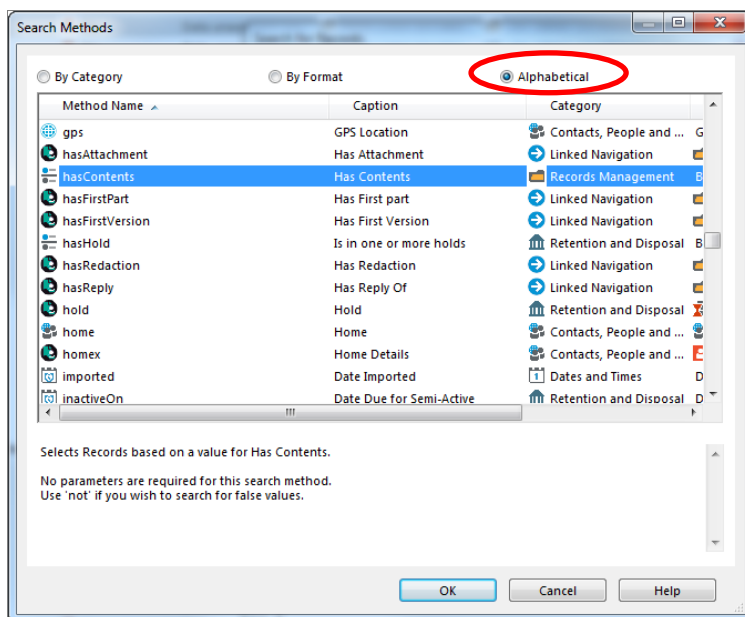 Search Methods
By Category By Format Alphabetical
Method Name Caption Category
gps GPS Location Contacts, People and ... G
hasAttachment Has Attachment Linked Navigation
hasContents Has Contents Records Management B
hasFirstPart Has First part Linked Navigation
hasFirstVersion Has First Version Linked Navigation
hasHold Is in one or more holds Retention and Disposal B
hasRedaction Has Redaction Linked Navigation
hasReply Has Reply Of Linked Navigation
hold Hold Retention and Disposal
home Home Contacts, People and ...
homex Home Details Contacts, People and ...
imported Date Imported Dates and Times D
inactiveOn Date Due for Semi-Active Retention and Disposal D
Selects Records based on a value for Has Contents.
No parameters are required for this search method.
Use 'not' if you wish to search for false values.
OK Cancel Help